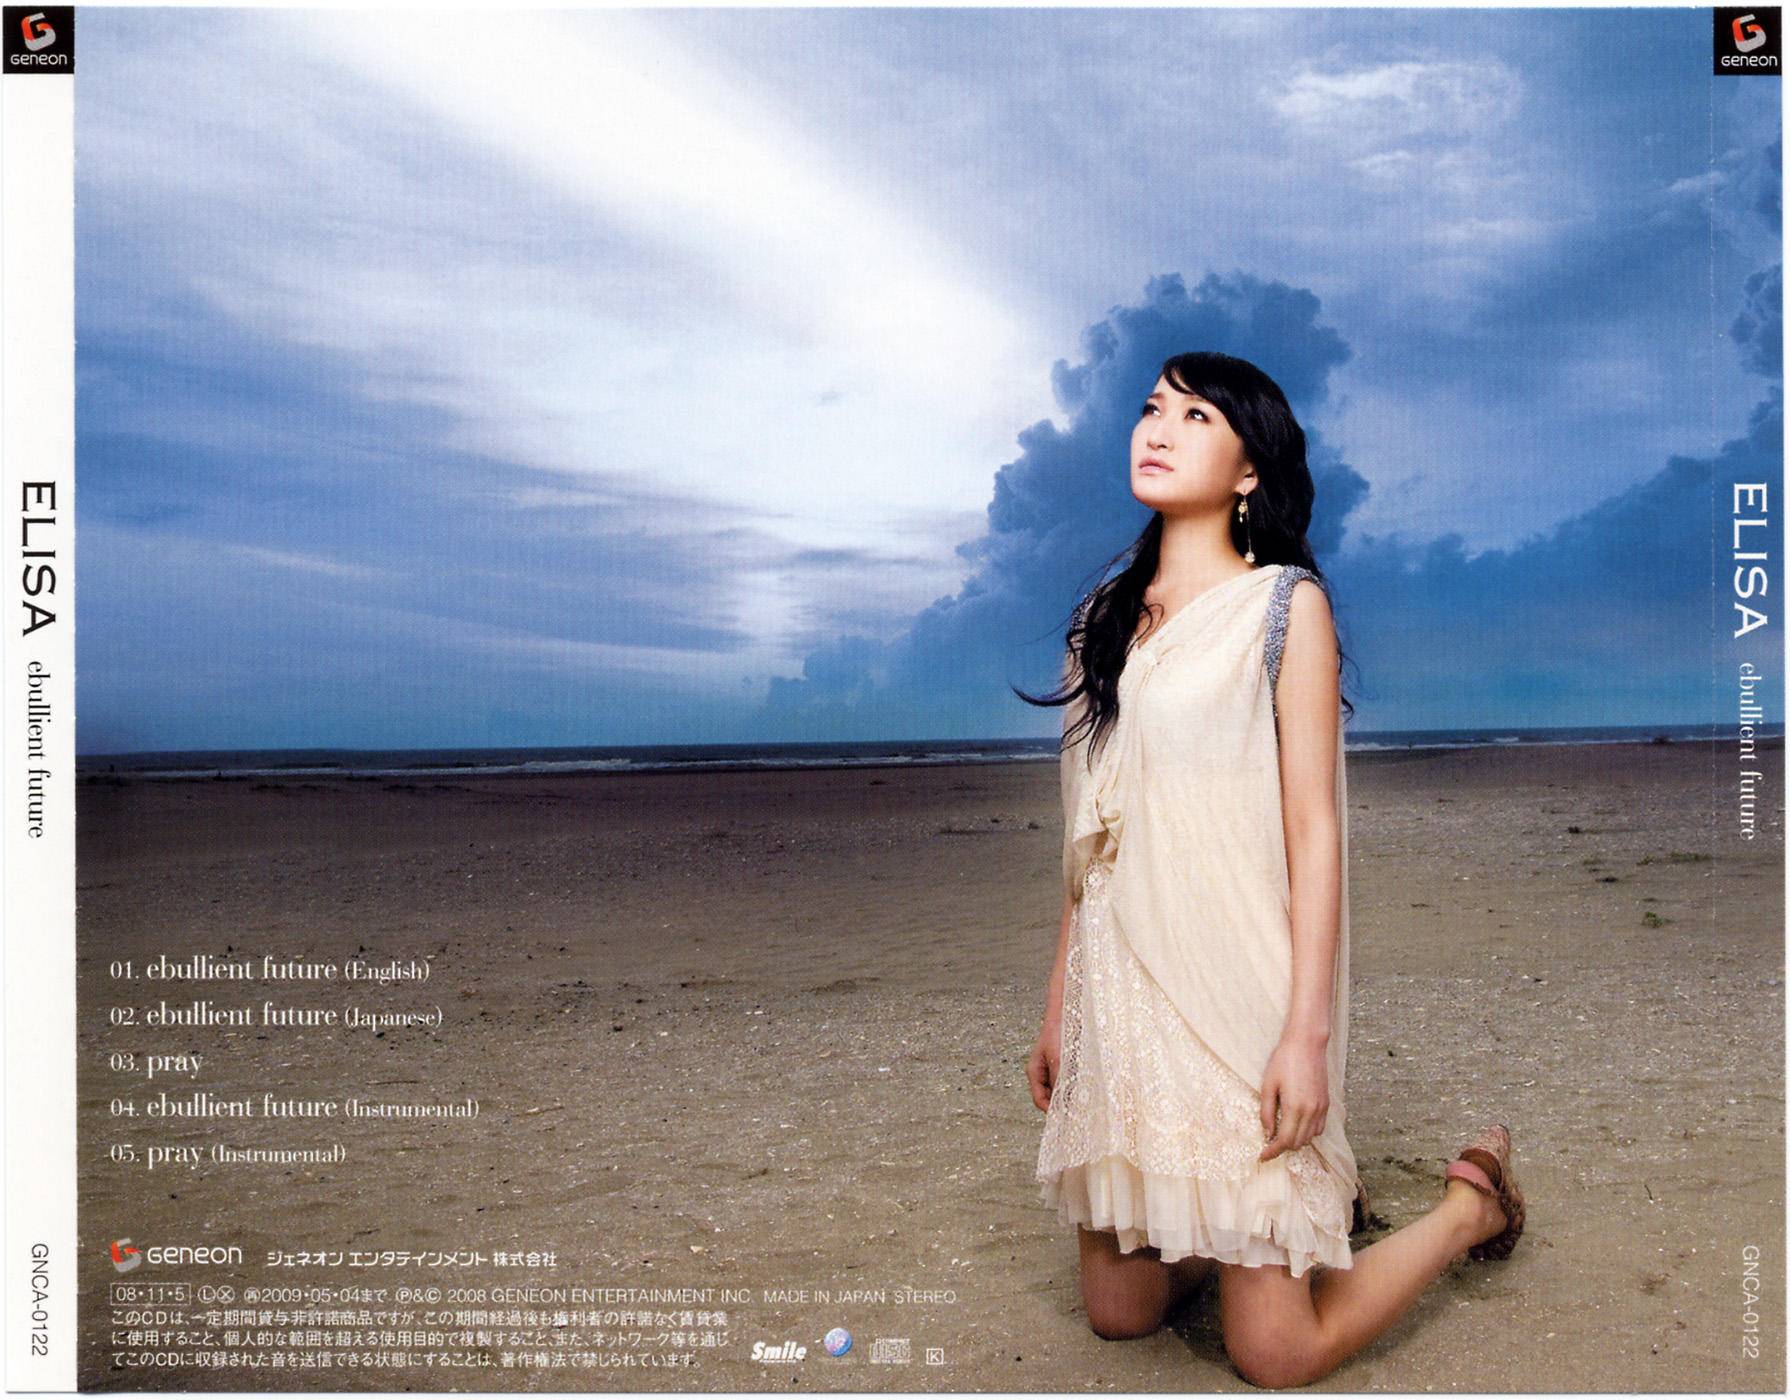 GENEON
GENEON
ELISA ebullient future
GNCA-0122
ELISA ebullient future
GNCA-0122
01. ebullient future (English)
02. ebullient future (Japanese)
03. pray
04. ebullient future (Instrumental)
05. pray (Instrumental)
GENEON ジェネオン エンタテインメント 株式会社
08・11・5 Ⓛ Ⓧ ㊢2009・05・04まで Ⓟ&© 2008 GENEON ENTERTAINMENT INC. MADE IN JAPAN STEREO
このCDは、一定期間貸与非許諾商品ですが、この期間経過後も権利者の許諾なく賃貸業
に使用すること、個人的な範囲を超える使用目的で複製すること、また、ネットワーク等を通じ
てこのCDに収録された音を送信できる状態にすることは、著作権法で禁じられています。
Smile
COMPACT
disc
K